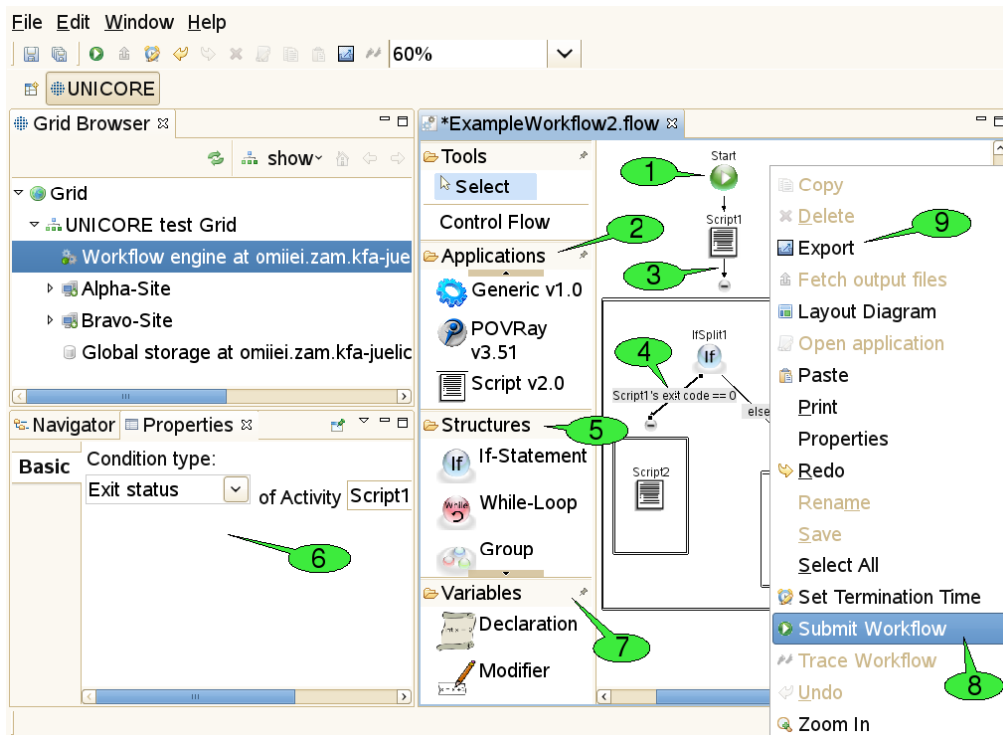 File Edit Window Help
60%
UNICORE
Grid Browser
show
Grid
UNICORE test Grid
Workflow engine at omiiei.zam.kfa-jue
Alpha-Site
Bravo-Site
Global storage at omiiei.zam.kfa-juelic
Navigator Properties
Basic
Condition type:
Exit status of Activity Script1
6
*ExampleWorkflow2.flow
Tools
Select
Control Flow
Applications
2
Generic v1.0
POVRay
v3.51
Script v2.0
Structures
5
If
If-Statement
While
While-Loop
Group
Variables
7
Declaration
Modifier
Start
1
Script1
3
IfSplit1
4
If
Script1's exit code == 0
else
Script2
Copy
Delete
9
Export
Fetch output files
Layout Diagram
Open application
Paste
Print
Properties
Redo
Rename
Save
Select All
Set Termination Time
Submit Workflow
Trace Workflow
8
Undo
Zoom In